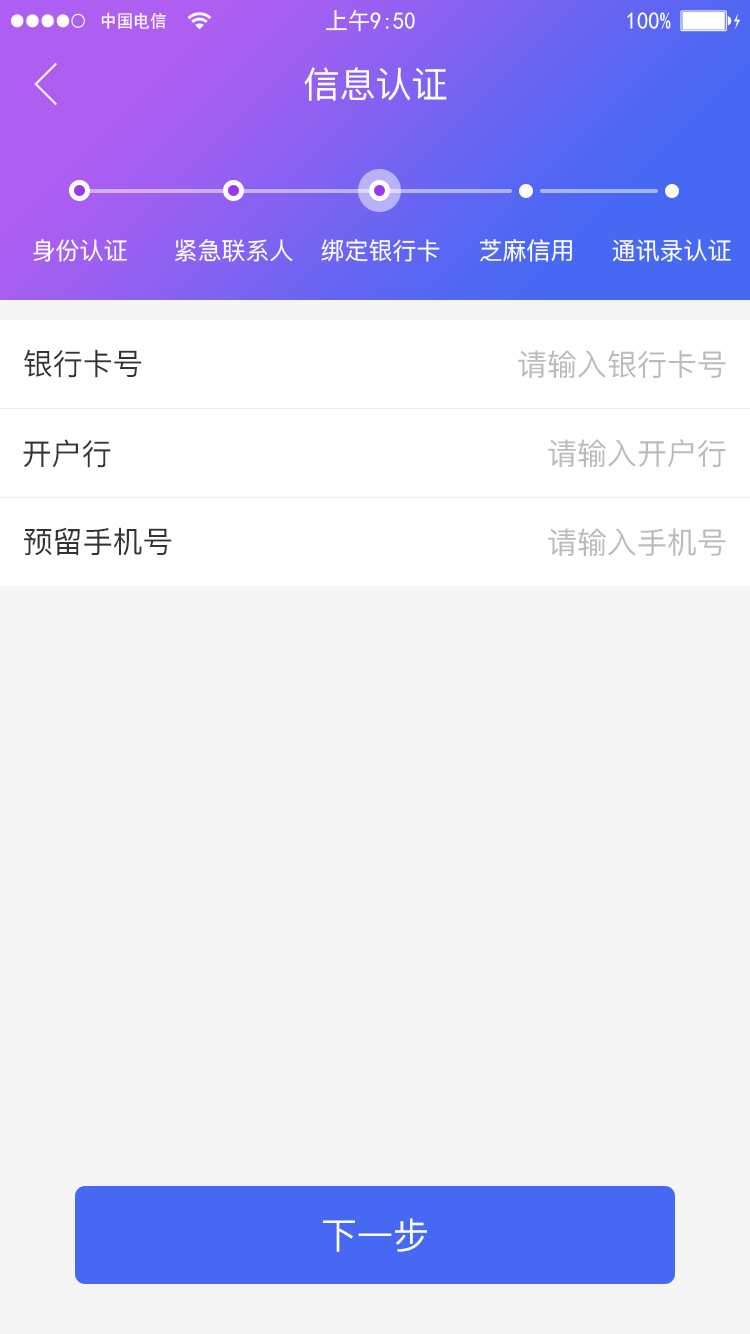 中国电信 上午9:50 100%
信息认证
身份认证 紧急联系人 绑定银行卡 芝麻信用 通讯录认证
银行卡号 请输入银行卡号
开户行 请输入开户行
预留手机号 请输入手机号
下一步